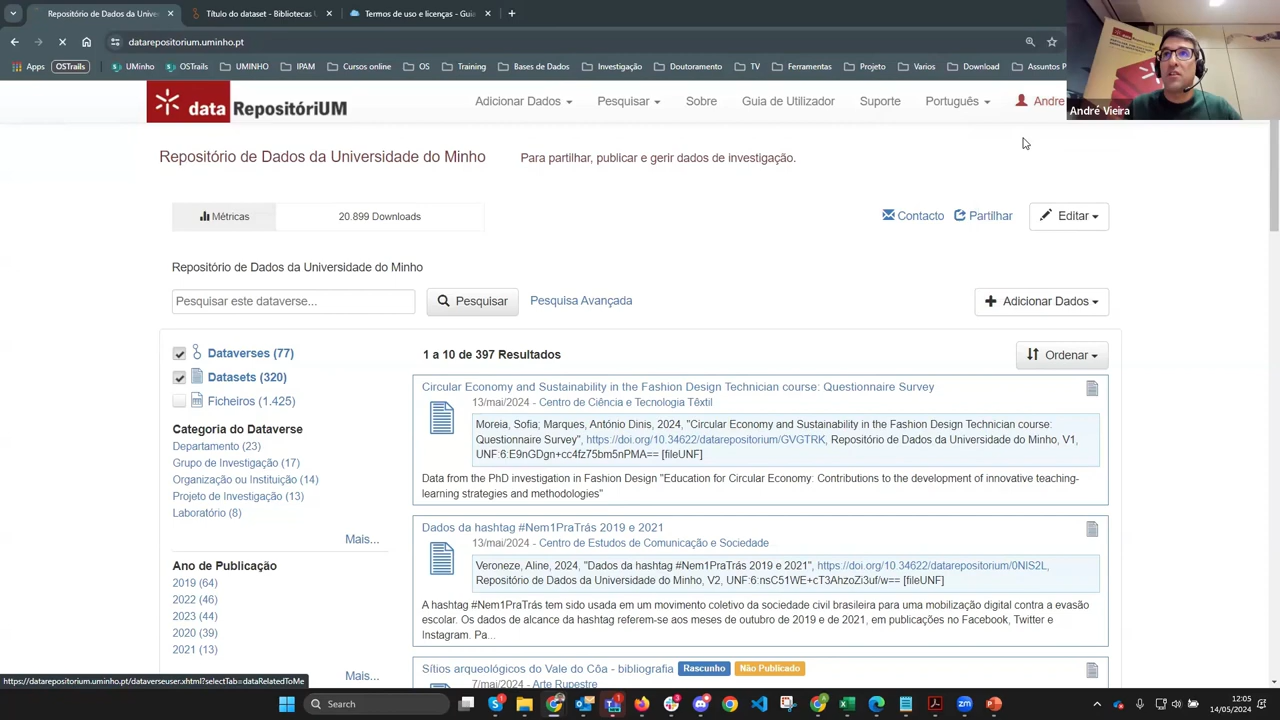 Repositório de Dados da Univers
Título do dataset - Bibliotecas
Termos de uso e licenças - Guia
datarepositorium.uminho.pt
Apps
OSTrails
UMinho
IPAM
Cursos online
OS
Training
Bases de Dados
Investigação
Doutoramento
Ferramentas
Projeto
Varios
Download
Assuntos P
André Vieira
data RepositóriUM
Adicionar Dados
Pesquisar
Sobre
Guia de Utilizador
Suporte
Português
Andre
Repositório de Dados da Universidade do Minho
Para partilhar, publicar e gerir dados de investigação.
Métricas
20.899 Downloads
Contacto
Partilhar
Editar
Repositório de Dados da Universidade do Minho
Pesquisar este dataverse...
Pesquisar
Pesquisa Avançada
Adicionar Dados
Dataverses (77)
Datasets (320)
Ficheiros (1.425)
Categoria do Dataverse
Departamento (23)
Grupo de Investigação (17)
Organização ou Instituição (14)
Projeto de Investigação (13)
Laboratório (8)
Mais...
Ano de Publicação
2019 (64)
2022 (46)
2023 (44)
2020 (39)
2021 (13)
Mais...
1 a 10 de 397 Resultados
Ordenar
Circular Economy and Sustainability in the Fashion Design Technician course: Questionnaire Survey
13/mai/2024 - Centro de Ciência e Tecnologia Têxtil
Moreia, Sofia; Marques, António Dinis, 2024, "Circular Economy and Sustainability in the Fashion Design Technician course:
Questionnaire Survey", https://doi.org/10.34622/datarepositorium/GVGTRK, Repositório de Dados da Universidade do Minho, V1,
UNF:6:E9nGDgn+cc4fz75bm5nPMA== [fileUNF]
Data from the PhD investigation in Fashion Design "Education for Circular Economy: Contributions to the development of innovative teaching-
learning strategies and methodologies"
Dados da hashtag #Nem1PraTrás 2019 e 2021
13/mai/2024 - Centro de Estudos de Comunicação e Sociedade
Veroneze, Aline, 2024, "Dados da hashtag #Nem1PraTrás 2019 e 2021", https://doi.org/10.34622/datarepositorium/0NIS2L,
Repositório de Dados da Universidade do Minho, V2, UNF:6:nsC51WE+cT3AhzoZi3uf/w== [fileUNF]
A hashtag #Nem1PraTrás tem sido usada em um movimento coletivo da sociedade civil brasileira para uma mobilização digital contra a evasão
escolar. Os dados de alcance da hashtag referem-se aos meses de outubro de 2019 e de 2021, em publicações no Facebook, Twitter e
Instagram. Pa...
Sítios arqueológicos do Vale do Côa - bibliografia Rascunho Não Publicado
7/mai/2024 - Arte Rupestre
https://datarepositorium.uminho.pt/dataverseuser.xhtml?selectTab=dataRelatedToMe
Search
12:05
14/05/2024